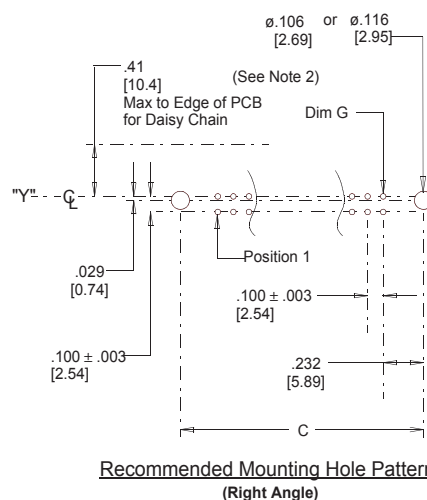 ø.106 or ø.116
[2.69] [2.95]
.41
[10.4]
Max to Edge of PCB
for Daisy Chain
(See Note 2)
Dim G
"Y" ℄
.029
[0.74]
Position 1
.100 ± .003
[2.54]
.100 ± .003
[2.54]
.232
[5.89]
C
Recommended Mounting Hole Patter
(Right Angle)